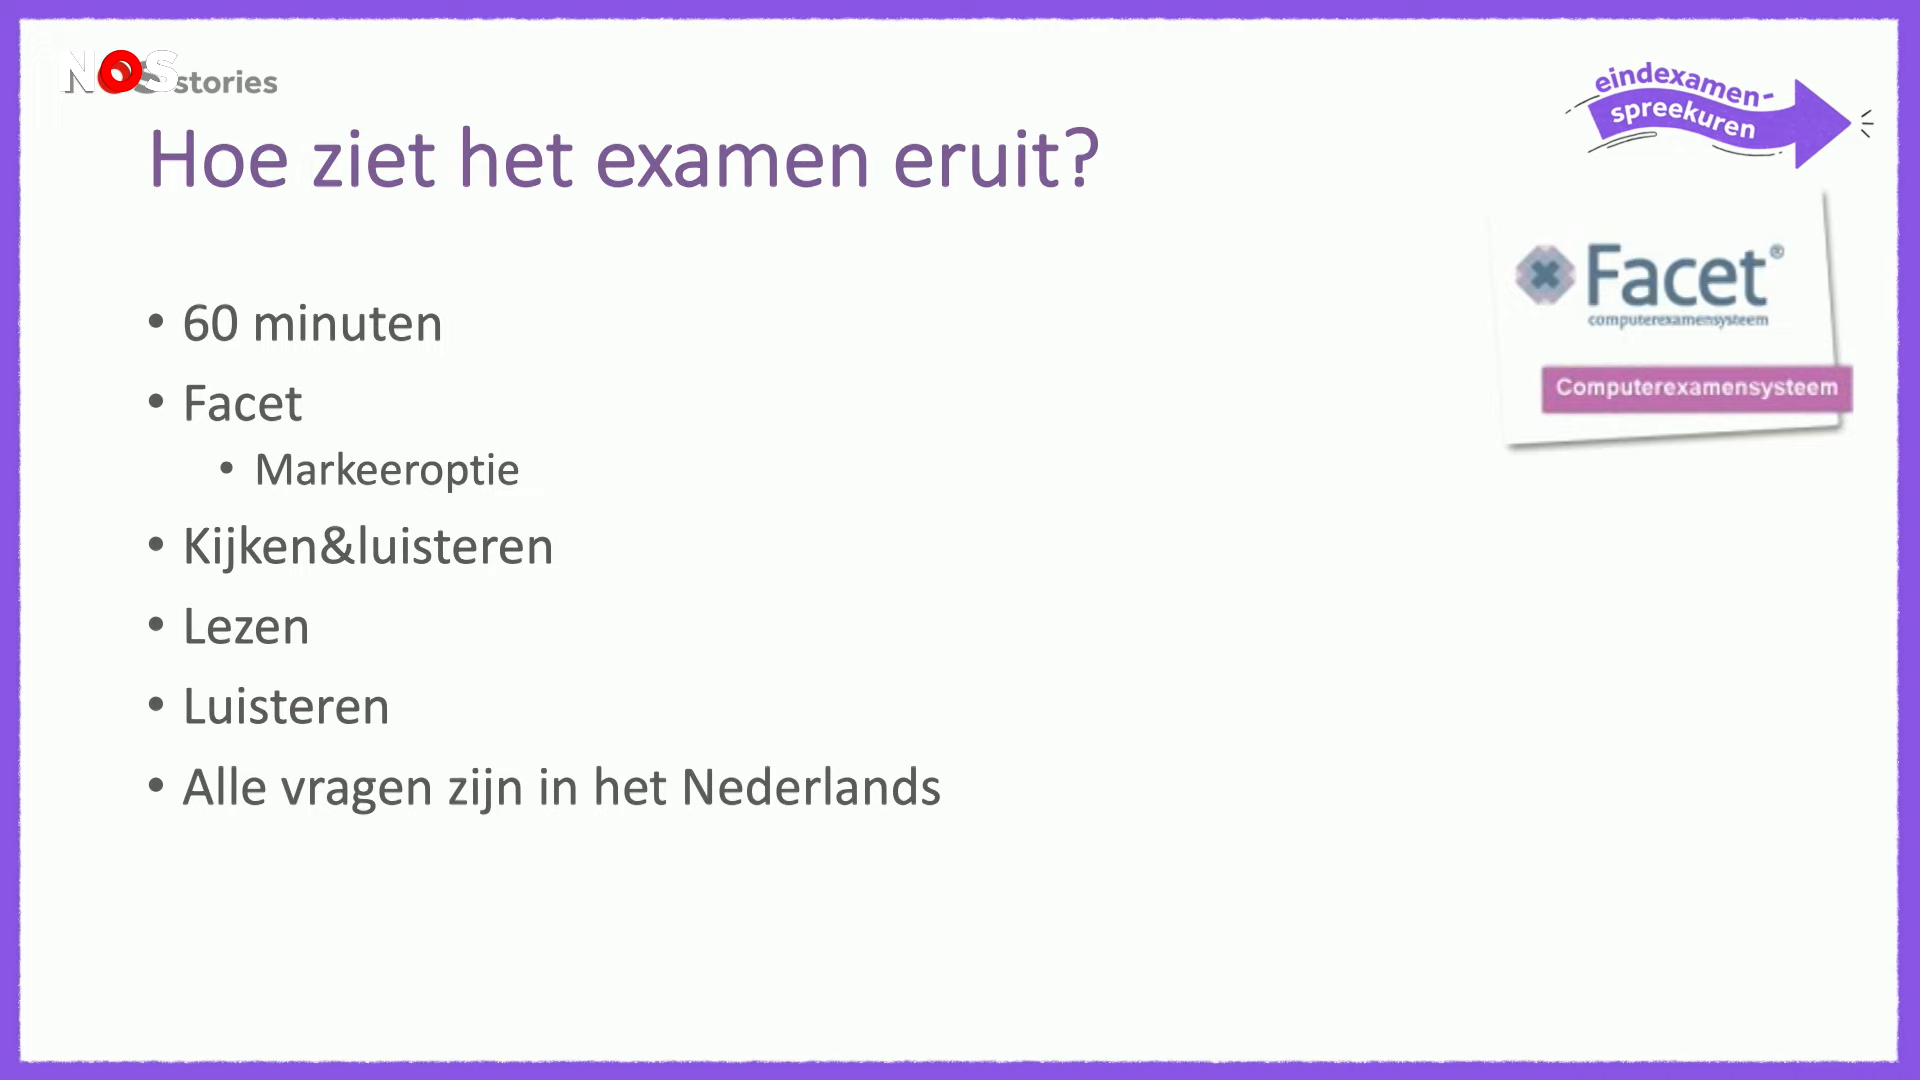 NOS stories
eindexamen-
spreekuren
Hoe ziet het examen eruit?
Facet®
computerexamensysteem
Computerexamensysteem
• 60 minuten
• Facet
• Markeeroptie
• Kijken&luisteren
• Lezen
• Luisteren
• Alle vragen zijn in het Nederlands